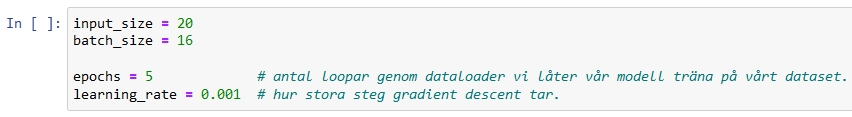 In [ ]: input_size = 20
batch_size = 16
epochs = 5 # antal loopar genom dataloader vi låter vår modell träna på vårt dataset.
learning_rate = 0.001 # hur stora steg gradient descent tar.